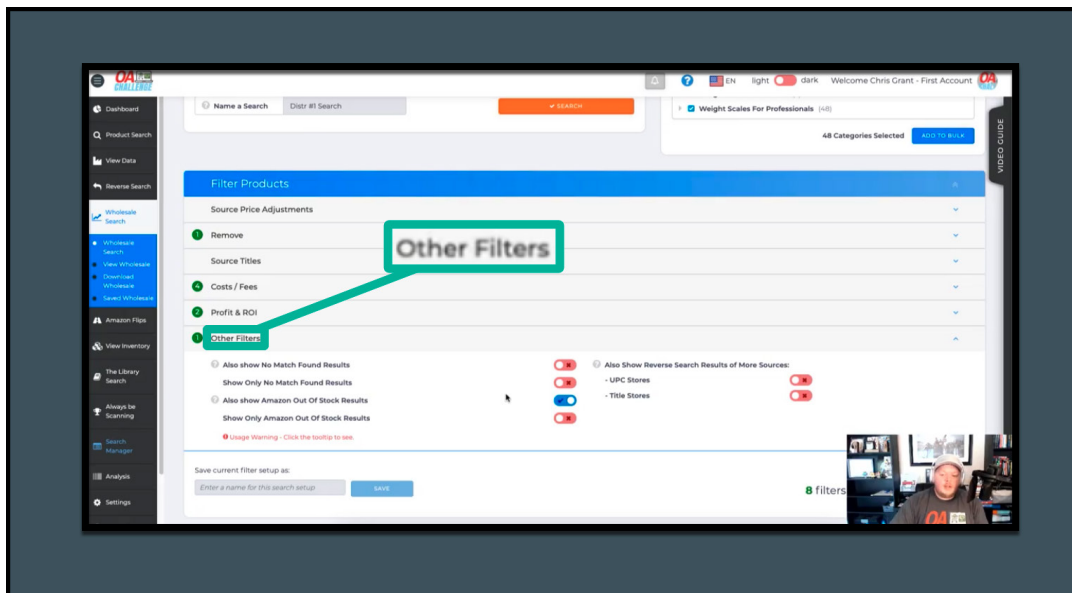 OA
CHALLENGE
EN light dark Welcome Chris Grant - First Account OA
Dashboard
Product Search
View Data
Reverse Search
Wholesale
Search
Wholesale
Search
View Wholesale
Download
Wholesale
Saved Wholesale
Amazon Flips
View Inventory
The Library
Search
Always be
Scanning
Search
Manager
Analysis
Settings
Name a Search Distr #1 Search SEARCH
Weight Scales For Professionals (48)
48 Categories Selected ADD TO BULK
VIDEO GUIDE
Filter Products
Source Price Adjustments
1 Remove
Other Filters
Source Titles
4 Costs / Fees
2 Profit & ROI
1 Other Filters
Also show No Match Found Results
Show Only No Match Found Results
Also show Amazon Out Of Stock Results
Show Only Amazon Out Of Stock Results
Usage Warning - Click the tooltip to see.
Also Show Reverse Search Results of More Sources:
- UPC Stores
- Title Stores
Save current filter setup as:
Enter a name for this search setup SAVE
8 filters
OA